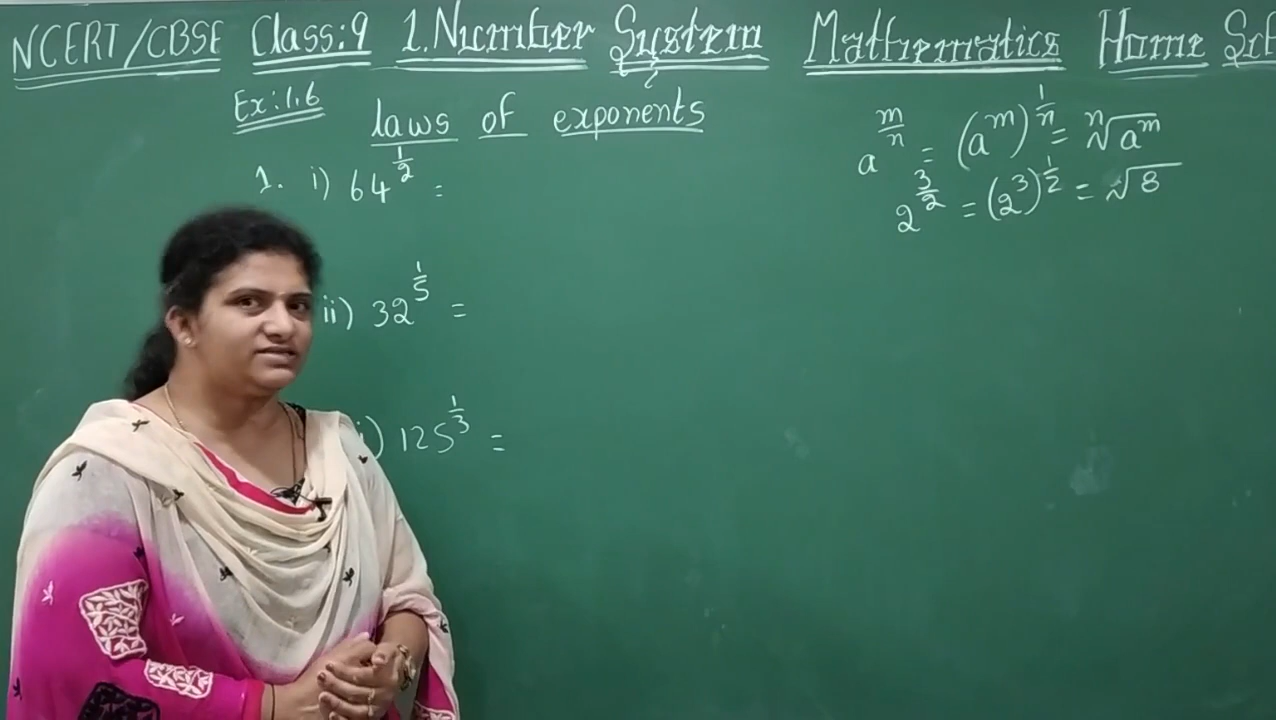 NCERT/CBSE Class:9 1.Number System Mathematics Home
Ex:1.6 laws of exponents
a^(m/n) = (a^m)^(1/n) = ⁿ√a^m
2^(3/2) = (2^3)^(1/2) = √8
1. i) 64^(1/2) =
ii) 32^(1/5) =
i) 125^(1/3) =